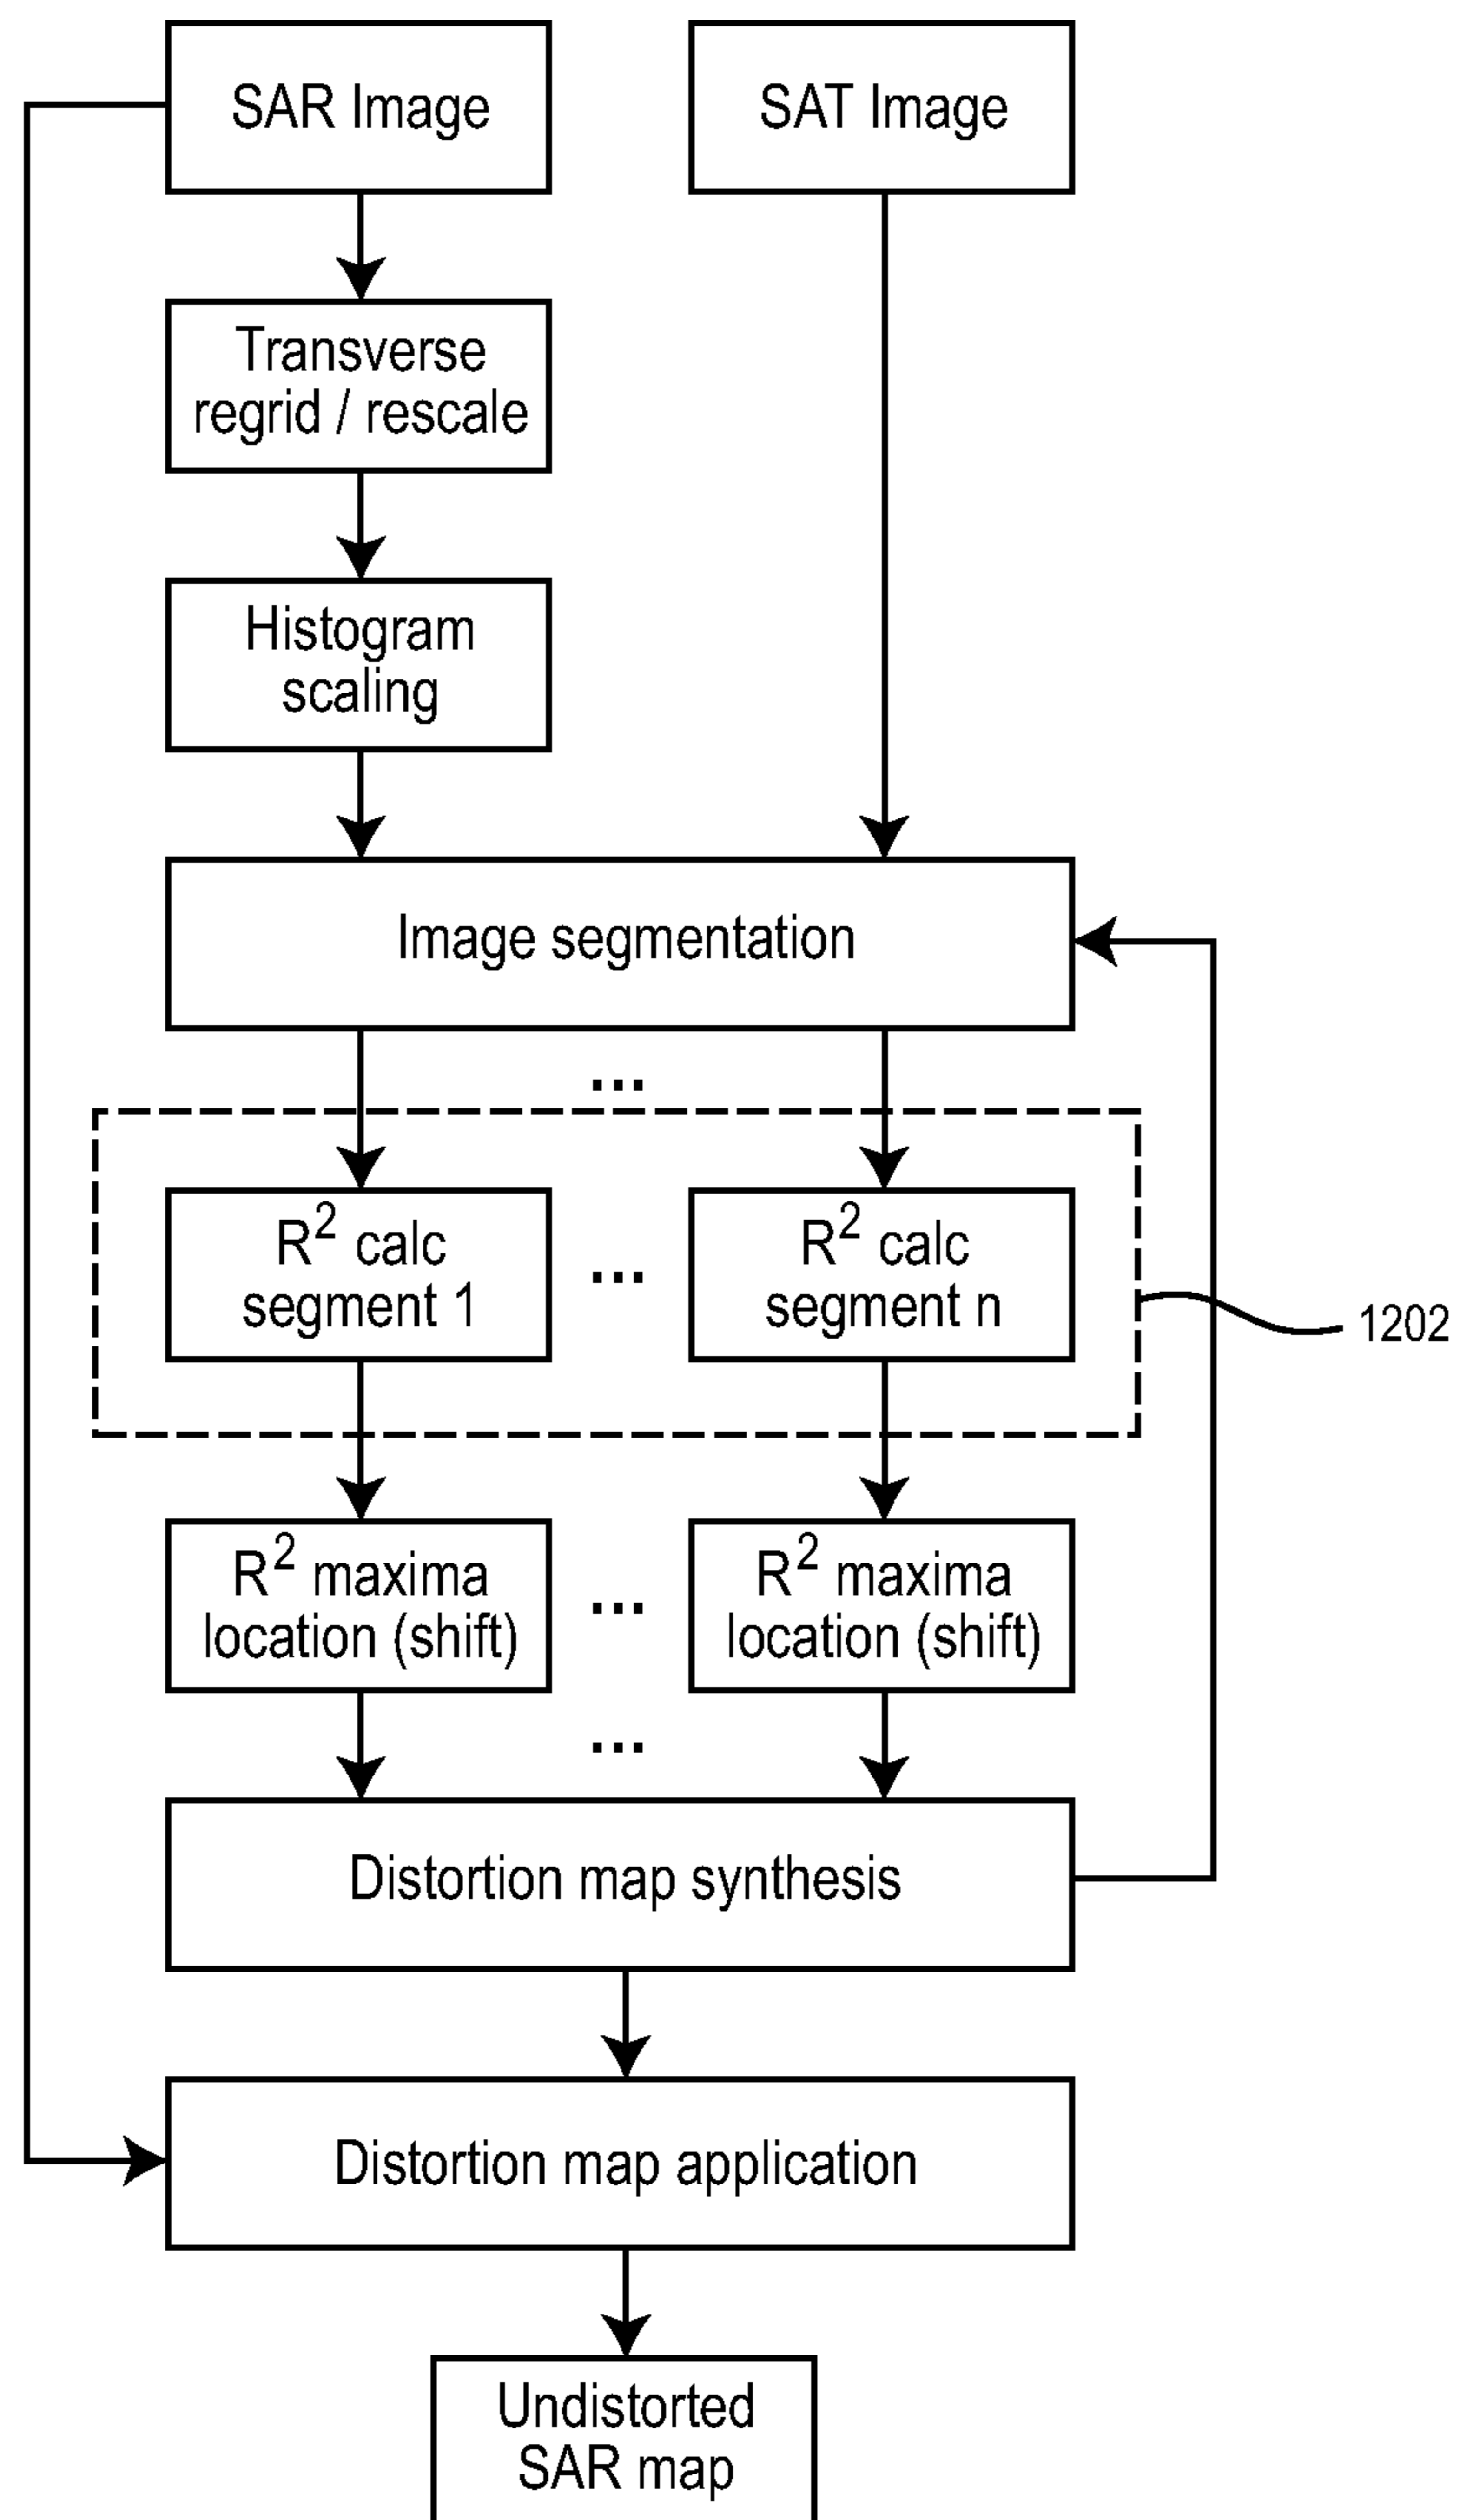 SAR Image
SAT Image
Transverse
regrid / rescale
Histogram
scaling
Image segmentation
...
R² calc
segment 1
...
R² calc
segment n
1202
R² maxima
location (shift)
...
R² maxima
location (shift)
...
Distortion map synthesis
Distortion map application
Undistorted
SAR map